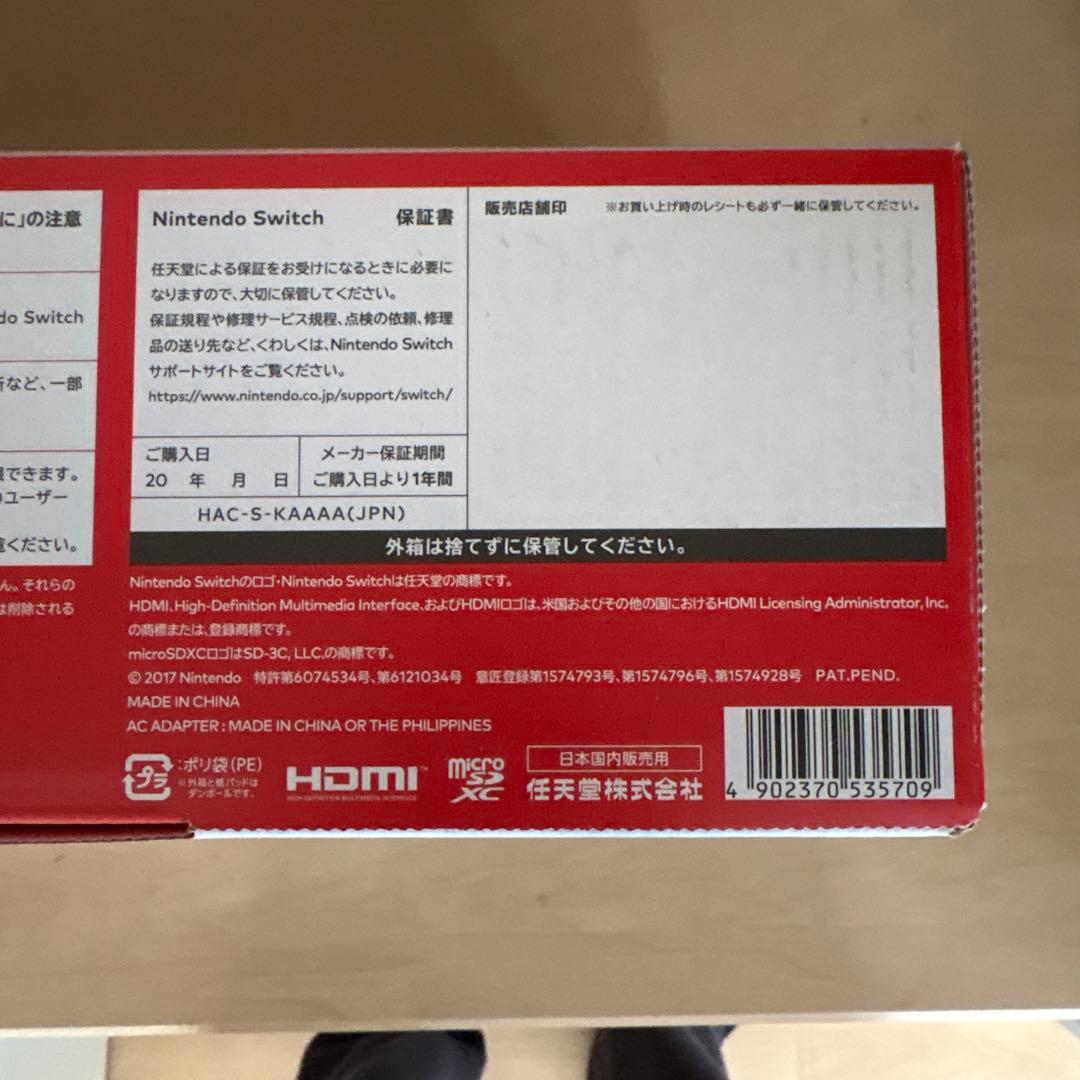 に」の注意
do Switch
など、一部
できます。
ユーザー
ください。
ん。それらの
は削除される
Nintendo Switch 保証書
任天堂による保証をお受けになるときに必要に
なりますので、大切に保管してください。
保証規程や修理サービス規程、点検の依頼、修理
品の送り先など、くわしくは、Nintendo Switch
サポートサイトをご覧ください。
https://www.nintendo.co.jp/support/switch/
ご購入日
20 年 月 日
メーカー保証期間
ご購入日より1年間
HAC-S-KAAAA(JPN)
販売店舗印 ※お買い上げ時のレシートも必ず一緒に保管してください。
外箱は捨てずに保管してください。
Nintendo Switchのロゴ・Nintendo Switchは任天堂の商標です。
HDMI、High-Definition Multimedia Interface、およびHDMIロゴは、米国およびその他の国におけるHDMI Licensing Administrator, Inc.
の商標または、登録商標です。
microSDXCロゴはSD-3C, LLC.の商標です。
© 2017 Nintendo 特許第6074534号、第6121034号 意匠登録第1574793号、第1574796号、第1574928号 PAT.PEND.
MADE IN CHINA
AC ADAPTER : MADE IN CHINA OR THE PHILIPPINES
プラ
:ポリ袋(PE)
※外箱と紙パッドは
ダンボールです。
HDMI™
HIGH-DEFINITION MULTIMEDIA INTERFACE
micro
SD
XC
日本国内販売用
任天堂株式会社
4 902370 535709